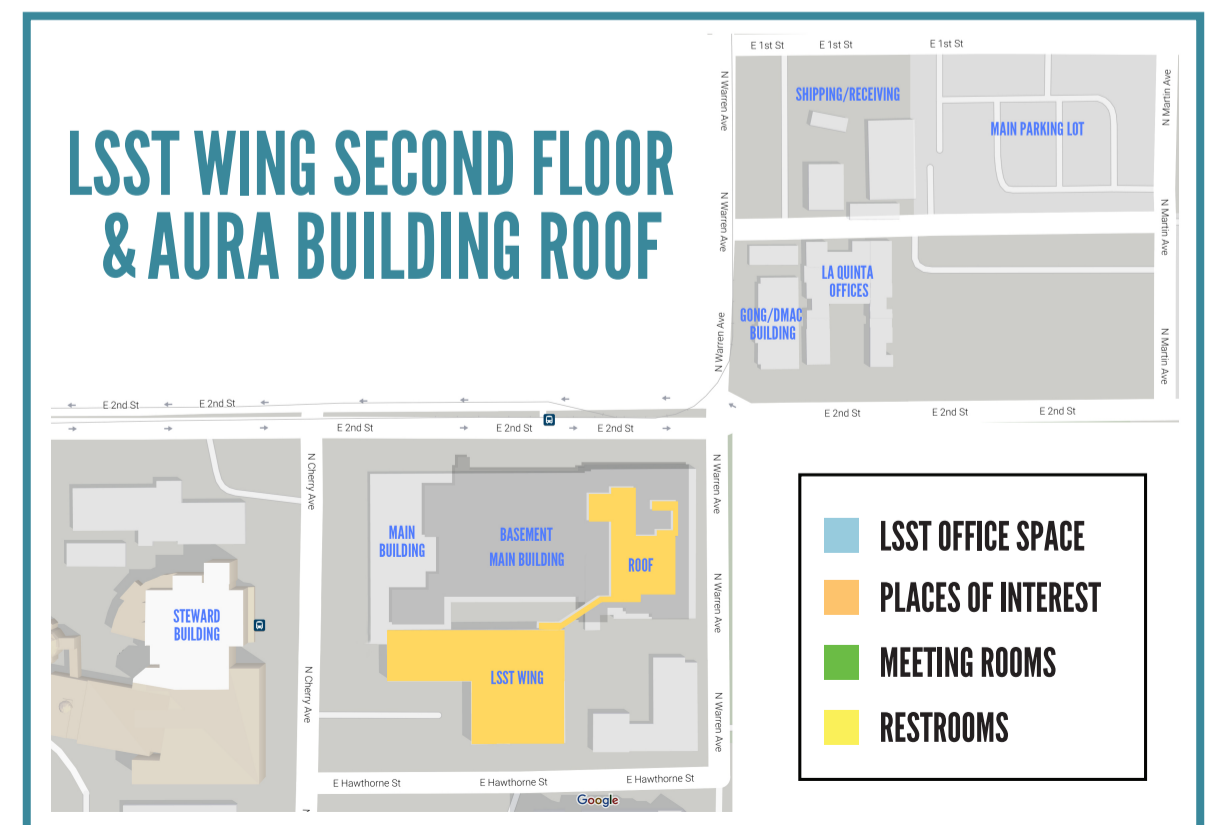 LSST WING SECOND FLOOR
& AURA BUILDING ROOF
E 1st St
E 1st St
E 1st St
N Warren Ave
N Martin Ave
SHIPPING/RECEIVING
MAIN PARKING LOT
N Warren Ave
N Martin Ave
LA QUINTA
OFFICES
GONG/DMAC
BUILDING
N Warren Ave
N Martin Ave
E 2nd St
E 2nd St
E 2nd St
E 2nd St
E 2nd St
E 2nd St
E 2nd St
E 2nd St
N Cherry Ave
N Warren Ave
MAIN
BUILDING
BASEMENT
MAIN BUILDING
ROOF
N Warren Ave
STEWARD
BUILDING
LSST WING
N Cherry Ave
N Warren Ave
E Hawthorne St
E Hawthorne St
E Hawthorne St
Google
LSST OFFICE SPACE
PLACES OF INTEREST
MEETING ROOMS
RESTROOMS